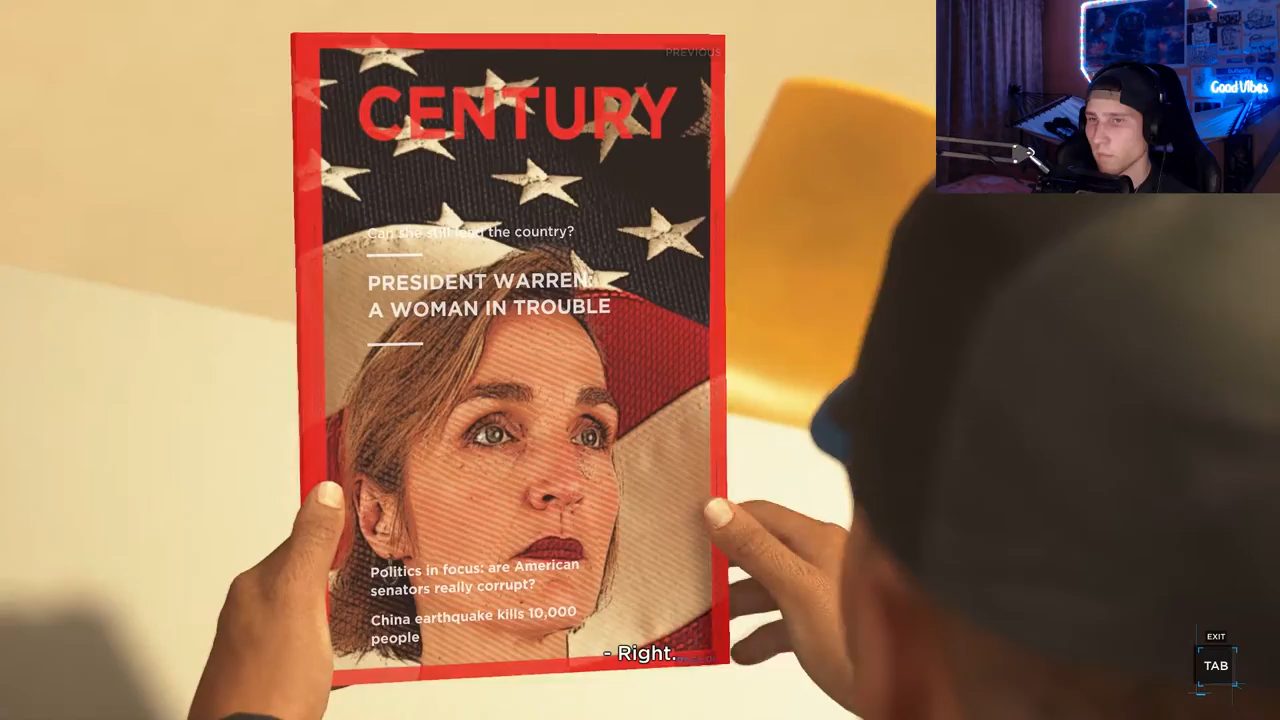 PREVIOUS
CENTURY
Can she still lead the country?
PRESIDENT WARREN:
A WOMAN IN TROUBLE
Politics in focus: are American
senators really corrupt?
China earthquake kills 10,000
people
- Right.
Good Vibes
EXIT
TAB